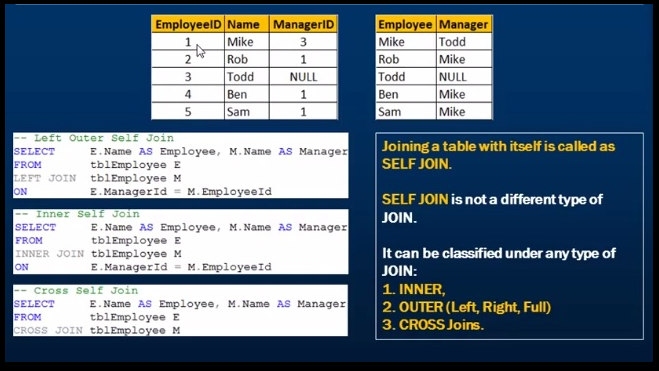 EmployeeID Name ManagerID
1 Mike 3
2 Rob 1
3 Todd NULL
4 Ben 1
5 Sam 1
Employee Manager
Mike Todd
Rob Mike
Todd NULL
Ben Mike
Sam Mike
-- Left Outer Self Join
SELECT E.Name AS Employee, M.Name AS Manager
FROM tblEmployee E
LEFT JOIN tblEmployee M
ON E.ManagerId = M.EmployeeId
-- Inner Self Join
SELECT E.Name AS Employee, M.Name AS Manager
FROM tblEmployee E
INNER JOIN tblEmployee M
ON E.ManagerId = M.EmployeeId
-- Cross Self Join
SELECT E.Name AS Employee, M.Name AS Manager
FROM tblEmployee E
CROSS JOIN tblEmployee M
Joining a table with itself is called as
SELF JOIN.
SELF JOIN is not a different type of
JOIN.
It can be classified under any type of
JOIN:
1. INNER,
2. OUTER (Left, Right, Full)
3. CROSS Joins.